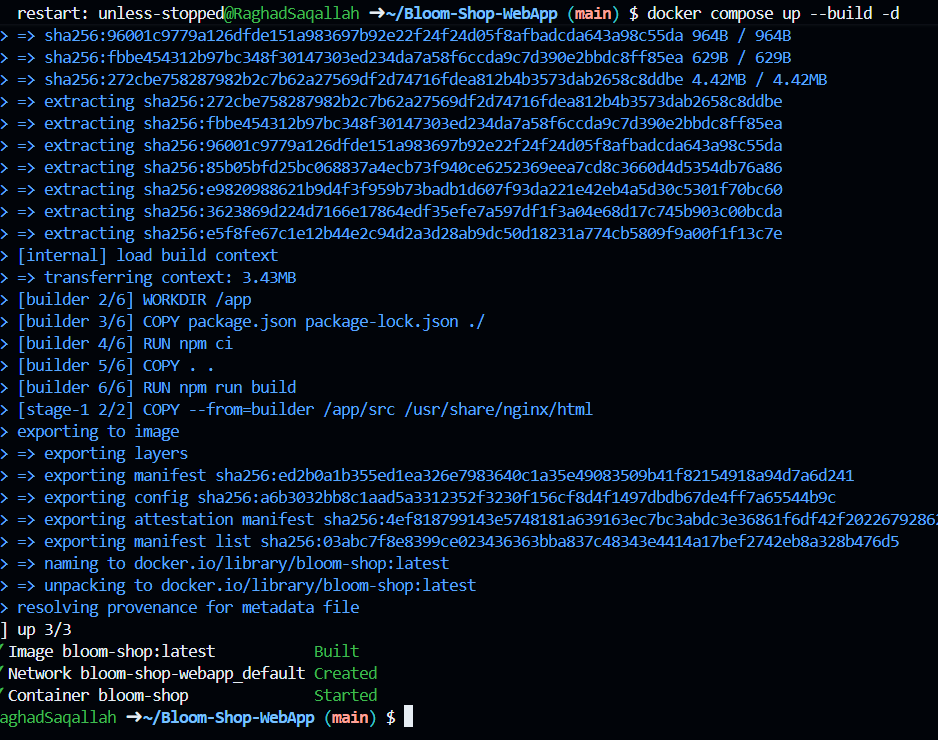 restart: unless-stopped@RaghadSaqallah ➜~/Bloom-Shop-WebApp (main) $ docker compose up --build -d
> => sha256:96001c9779a126dfde151a983697b92e22f24f24d05f8afbadcda643a98c55da 964B / 964B
> => sha256:fbbe454312b97bc348f30147303ed234da7a58f6ccda9c7d390e2bbdc8ff85ea 629B / 629B
> => sha256:272cbe758287982b2c7b62a27569df2d74716fdea812b4b3573dab2658c8ddbe 4.42MB / 4.42MB
> => extracting sha256:272cbe758287982b2c7b62a27569df2d74716fdea812b4b3573dab2658c8ddbe
> => extracting sha256:fbbe454312b97bc348f30147303ed234da7a58f6ccda9c7d390e2bbdc8ff85ea
> => extracting sha256:96001c9779a126dfde151a983697b92e22f24f24d05f8afbadcda643a98c55da
> => extracting sha256:85b05bfd25bc068837a4ecb73f940ce6252369eea7cd8c3660d4d5354db76a86
> => extracting sha256:e9820988621b9d4f3f959b73badb1d607f93da221e42eb4a5d30c5301f70bc60
> => extracting sha256:3623869d224d7166e17864edf35efe7a597df1f3a04e68d17c745b903c00bcda
> => extracting sha256:e5f8fe67c1e12b44e2c94d2a3d28ab9dc50d18231a774cb5809f9a00f1f13c7e
> [internal] load build context
> => transferring context: 3.43MB
> [builder 2/6] WORKDIR /app
> [builder 3/6] COPY package.json package-lock.json ./
> [builder 4/6] RUN npm ci
> [builder 5/6] COPY . .
> [builder 6/6] RUN npm run build
> [stage-1 2/2] COPY --from=builder /app/src /usr/share/nginx/html
> exporting to image
> => exporting layers
> => exporting manifest sha256:ed2b0a1b355ed1ea326e7983640c1a35e49083509b41f82154918a94d7a6d241
> => exporting config sha256:a6b3032bb8c1aad5a3312352f3230f156cf8d4f1497dbdb67de4ff7a65544b9c
> => exporting attestation manifest sha256:4ef818799143e5748181a639163ec7bc3abdc3e36861f6df42f20226792862
> => exporting manifest list sha256:03abc7f8e8399ce023436363bba837c48343e4414a17bef2742eb8a328b476d5
> => naming to docker.io/library/bloom-shop:latest
> => unpacking to docker.io/library/bloom-shop:latest
> resolving provenance for metadata file
] up 3/3
✓ Image bloom-shop:latest Built
✓ Network bloom-shop-webapp_default Created
✓ Container bloom-shop Started
aghadSaqallah ➜~/Bloom-Shop-WebApp (main) $